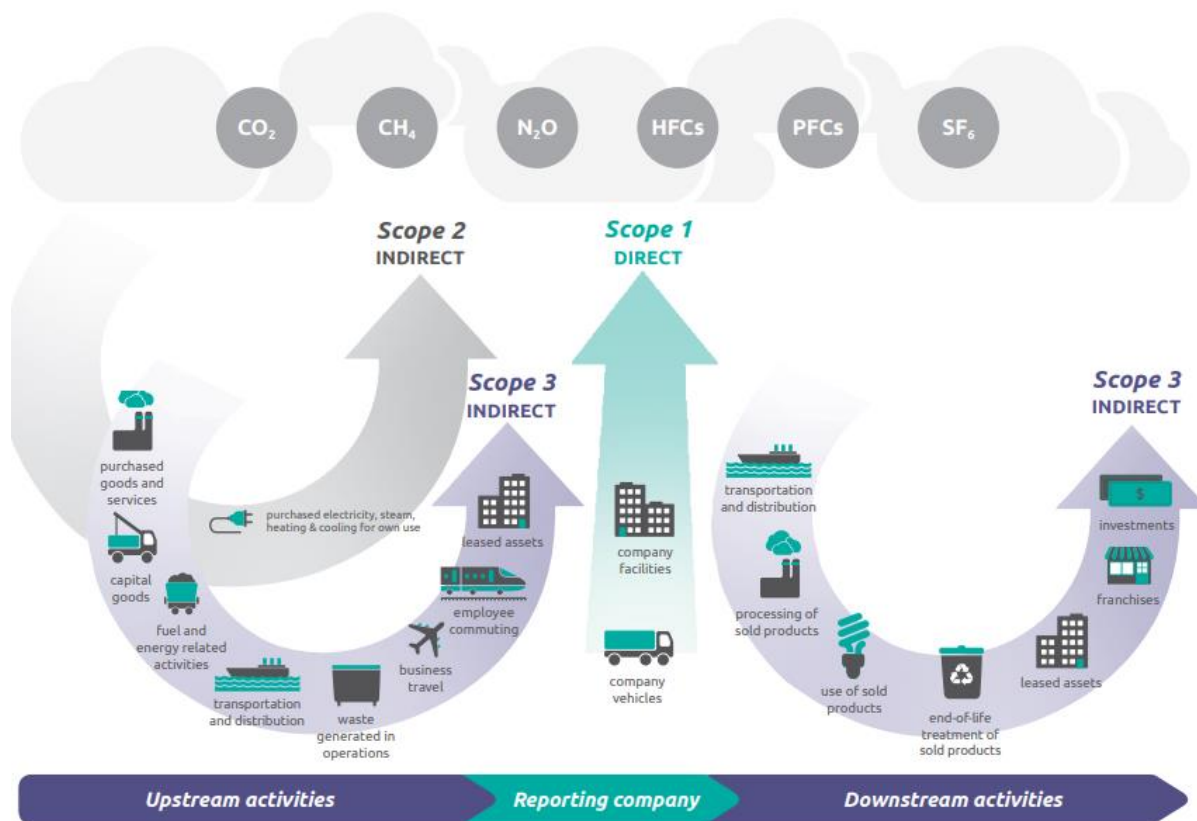 CO₂
CH₄
N₂O
HFCs
PFCs
SF₆
Scope 2
INDIRECT
Scope 1
DIRECT
Scope 3
INDIRECT
Scope 3
INDIRECT
purchased
goods and
services
capital
goods
fuel and
energy related
activities
transportation
and distribution
waste
generated in
operations
business
travel
employee
commuting
leased assets
purchased electricity, steam,
heating & cooling for own use
company
facilities
company
vehicles
transportation
and distribution
processing of
sold products
use of sold
products
end-of-life
treatment of
sold products
leased assets
franchises
$
investments
Upstream activities
Reporting company
Downstream activities